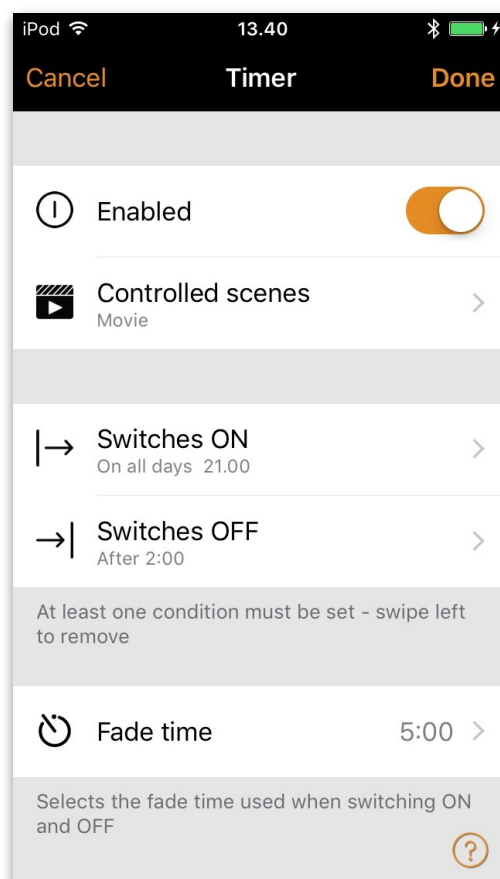 iPod 13.40
Cancel Timer Done
Enabled
Controlled scenes
Movie
Switches ON
On all days 21.00
Switches OFF
After 2:00
At least one condition must be set - swipe left
to remove
Fade time 5:00
Selects the fade time used when switching ON
and OFF
?